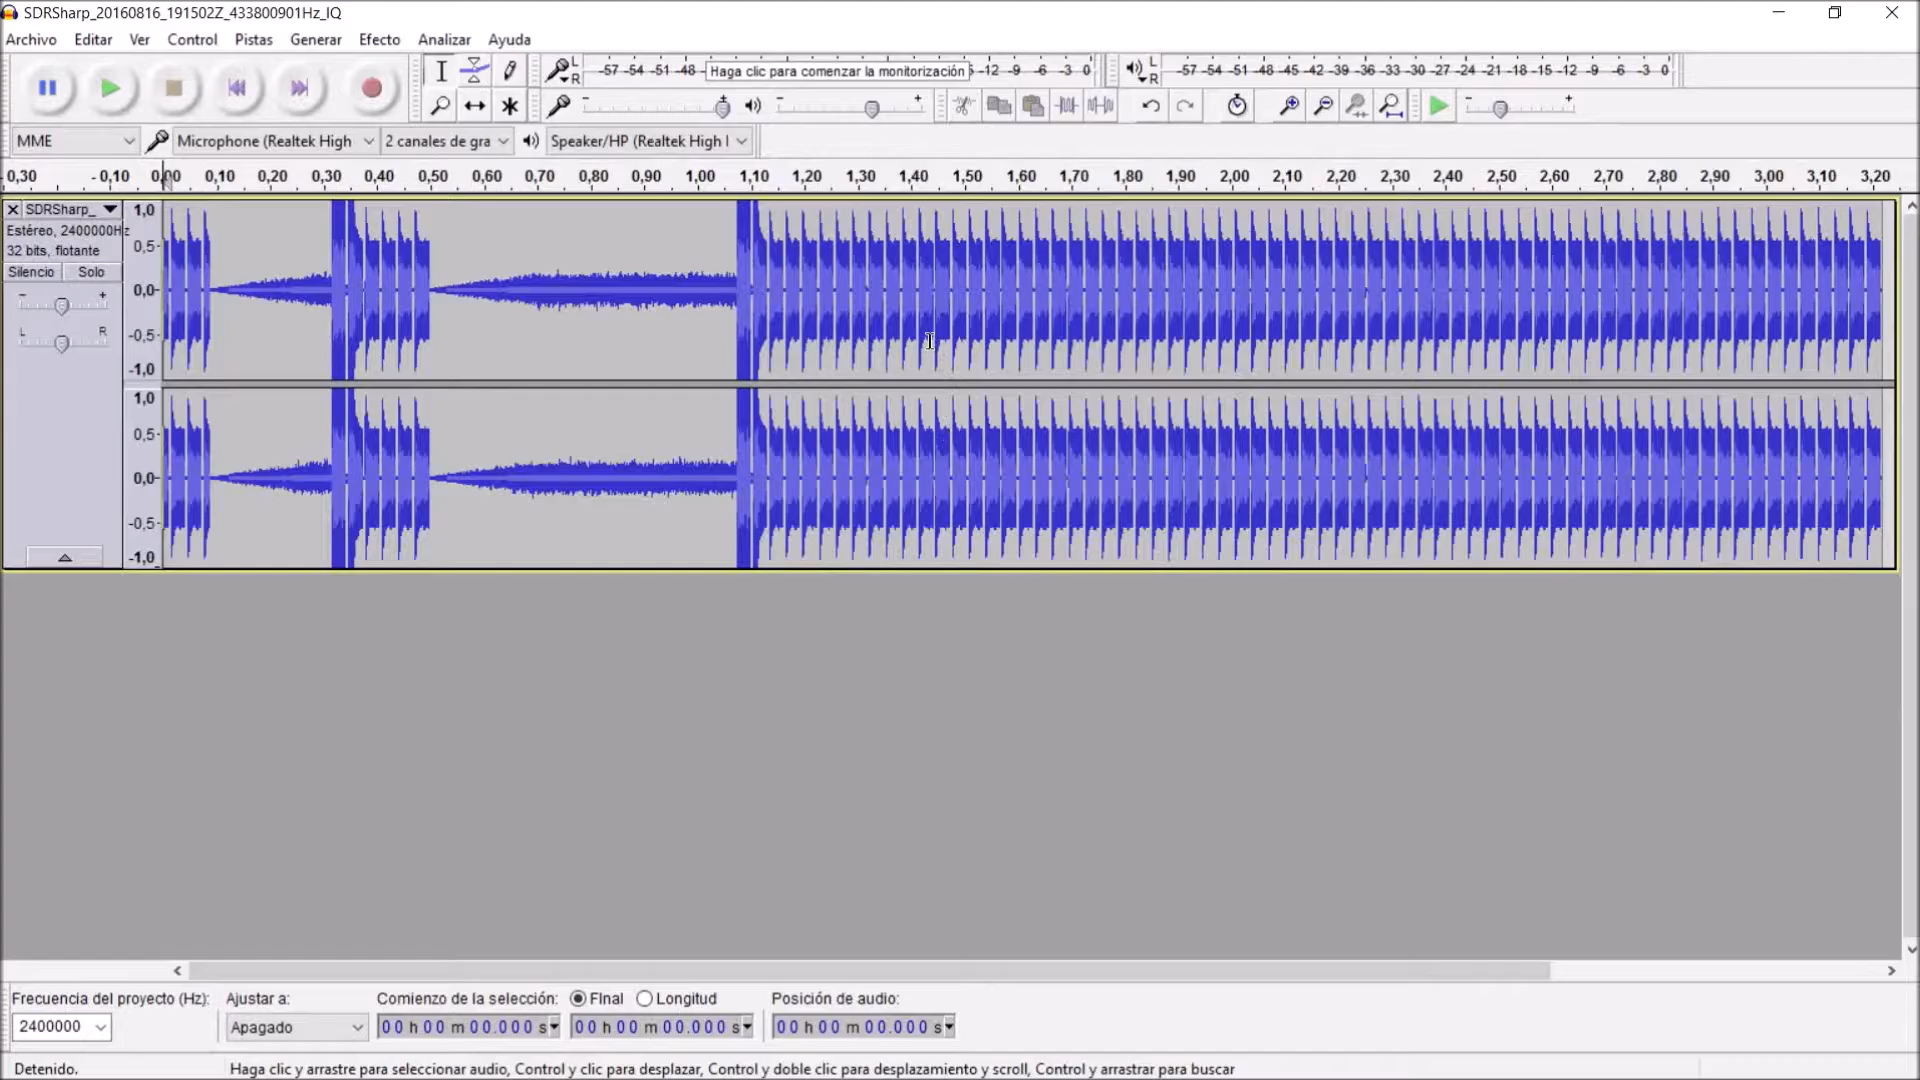 SDRSharp_20160816_191502Z_433800901Hz_IQ
Archivo Editar Ver Control Pistas Generar Efecto Analizar Ayuda
L
R
-57 -54 -51 -48 Haga clic para comenzar la monitorización -12 -9 -6 -3 0
L
R
-57 -54 -51 -48 -45 -42 -39 -36 -33 -30 -27 -24 -21 -18 -15 -12 -9 -6 -3 0
MME Microphone (Realtek High 2 canales de gra Speaker/HP (Realtek High I
- 0,30 - 0,10 0,00 0,10 0,20 0,30 0,40 0,50 0,60 0,70 0,80 0,90 1,00 1,10 1,20 1,30 1,40 1,50 1,60 1,70 1,80 1,90 2,00 2,10 2,20 2,30 2,40 2,50 2,60 2,70 2,80 2,90 3,00 3,10 3,20
SDRSharp_
Estéreo, 2400000Hz
32 bits, flotante
Silencio Solo
- +
L R
1,0
0,5-
0,0-
-0,5-
-1,0
1,0
0,5-
0,0-
-0,5-
-1,0
Frecuencia del proyecto (Hz): Ajustar a: Comienzo de la selección: FInal Longitud Posición de audio:
2400000 Apagado 00 h 00 m 00.000 s 00 h 00 m 00.000 s 00 h 00 m 00.000 s
Detenido. Haga clic y arrastre para seleccionar audio, Control y clic para desplazar, Control y doble clic para desplazamiento y scroll, Control y arrastrar para buscar